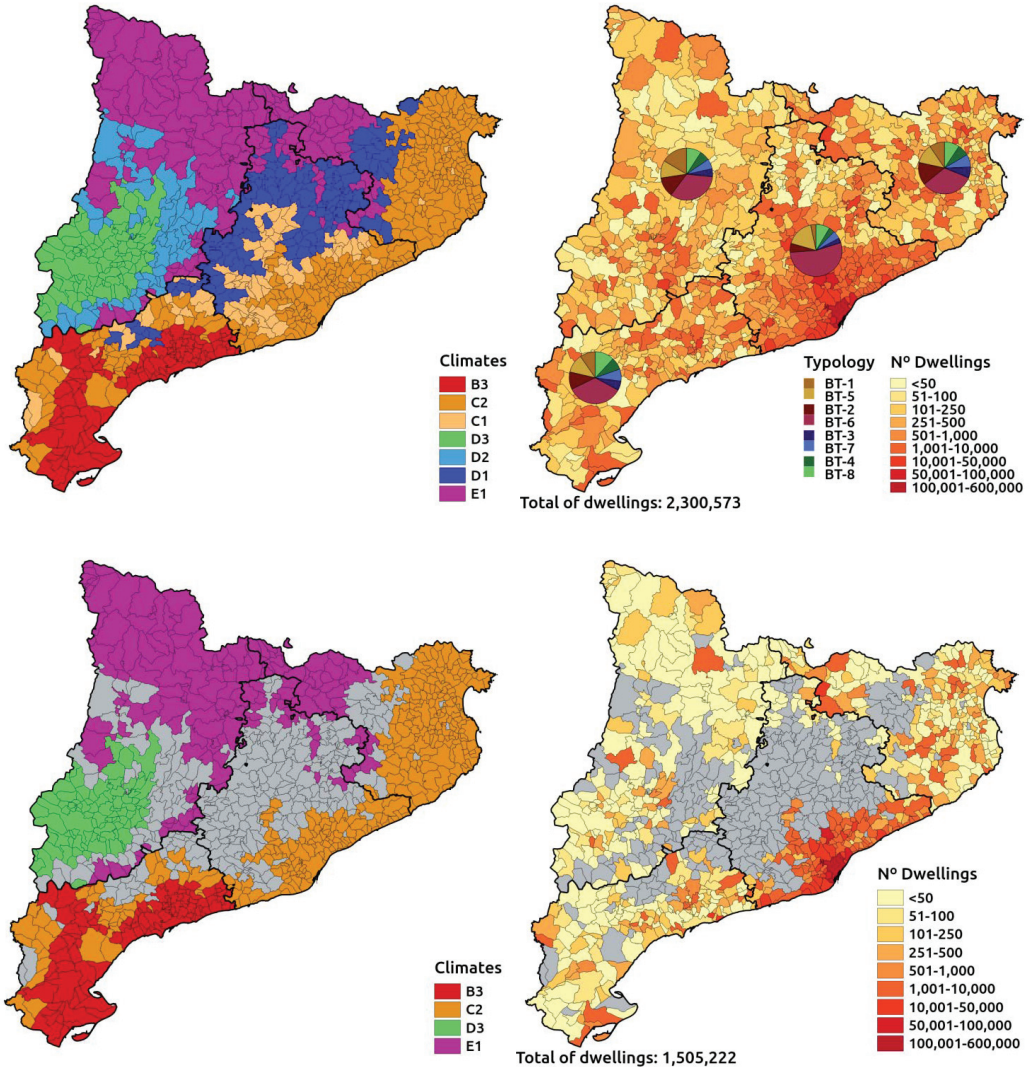 Climates
B3
C2
C1
D3
D2
D1
E1
Typology
BT-1
BT-5
BT-2
BT-6
BT-3
BT-7
BT-4
BT-8
Nº Dwellings
<50
51-100
101-250
251-500
501-1,000
1,001-10,000
10,001-50,000
50,001-100,000
100,001-600,000
Total of dwellings: 2,300,573
Climates
B3
C2
D3
E1
Nº Dwellings
<50
51-100
101-250
251-500
501-1,000
1,001-10,000
10,001-50,000
50,001-100,000
100,001-600,000
Total of dwellings: 1,505,222